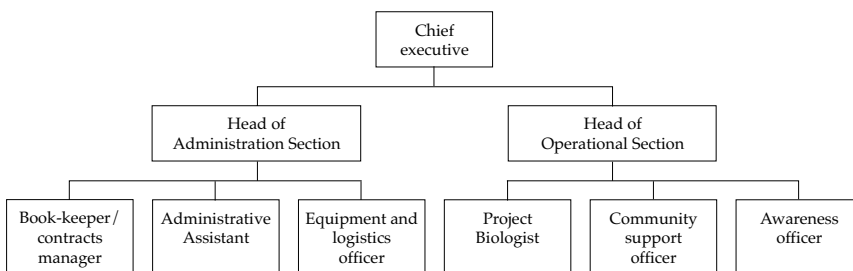 Chief
executive
Head of
Administration Section
Head of
Operational Section
Book-keeper/
contracts
manager
Administrative
Assistant
Equipment and
logistics
officer
Project
Biologist
Community
support
officer
Awareness
officer